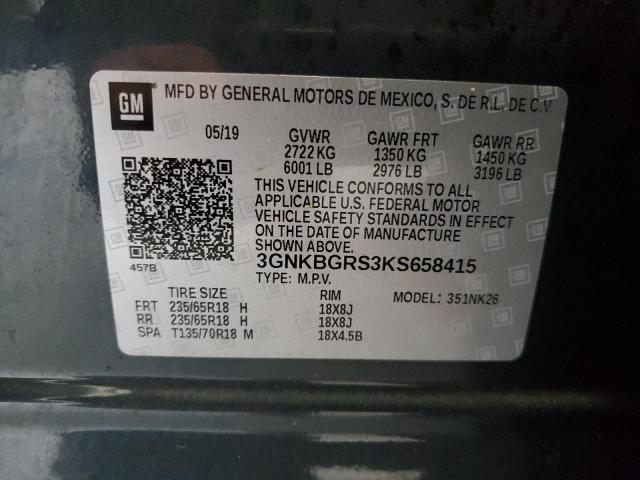 GM MFD BY GENERAL MOTORS DE MEXICO, S. DE R.L. DE C.V.
05/19 GVWR GAWR FRT GAWR RR
2722 KG 1350 KG 1450 KG
6001 LB 2976 LB 3196 LB
THIS VEHICLE CONFORMS TO ALL
APPLICABLE U.S. FEDERAL MOTOR
VEHICLE SAFETY STANDARDS IN EFFECT
ON THE DATE OF MANUFACTURE
SHOWN ABOVE.
457B 3GNKBGRS3KS658415
TYPE: M.P.V.
TIRE SIZE RIM MODEL: 351NK26
FRT 235/65R18 H 18X8J
RR 235/65R18 H 18X8J
SPA T135/70R18 M 18X4.5B